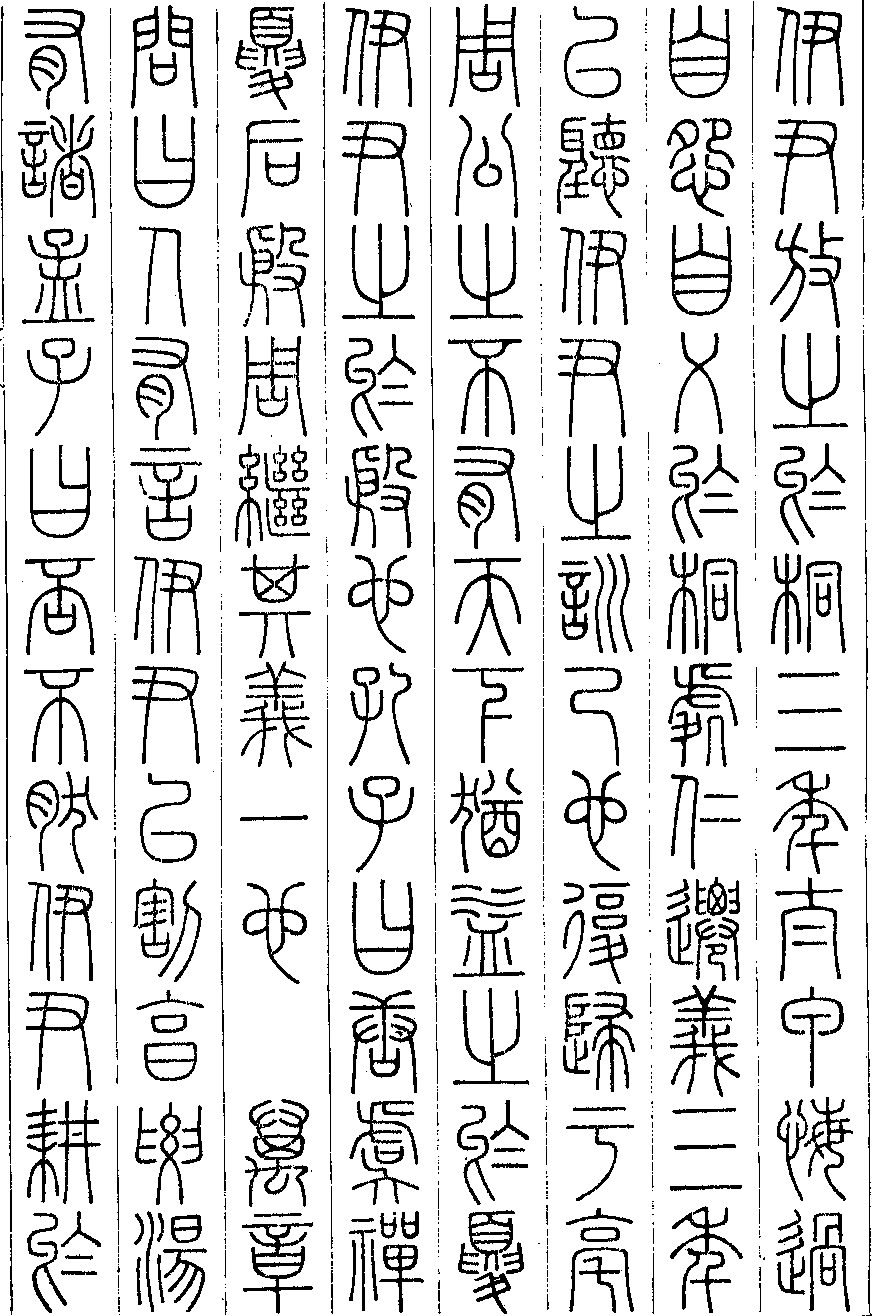 伊尹放之於桐三年太甲悔過
自怨自艾於桐處仁遷義三年
以聽伊尹之訓己也復歸于亳
周公之不有天下猶益之於夏
伊尹之於殷也孔子曰唐虞禪
夏后殷周繼其義一也　萬章
問曰人有言伊尹以割烹要湯
有諸孟子曰否不然伊尹耕於